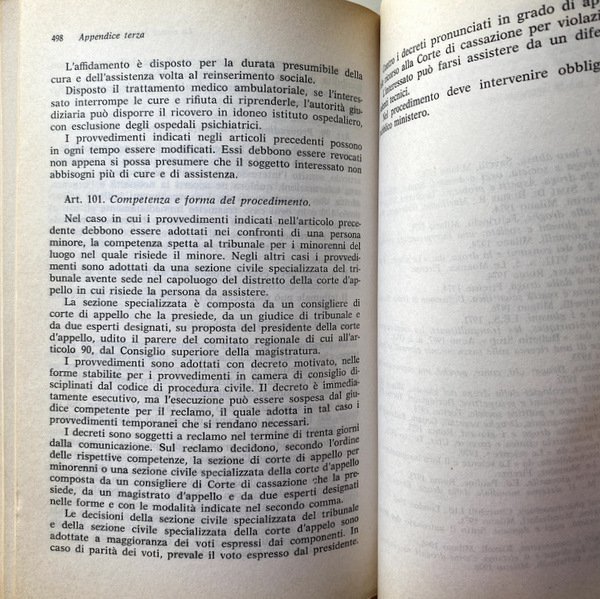 498 Appendice terza
L'affidamento è disposto per la durata presumibile della
cura e dell'assistenza volta al reinserimento sociale.
Disposto il trattamento medico ambulatoriale, se l'interes-
sato interrompe le cure e rifiuta di riprenderle, l'autorità giu-
diziaria può disporre il ricovero in idoneo istituto ospedaliero,
con esclusione degli ospedali psichiatrici.
I provvedimenti indicati negli articoli precedenti possono
in ogni tempo essere modificati. Essi debbono essere revocati
non appena si possa presumere che il soggetto interessato non
abbisogni più di cure e di assistenza.
Art. 101. Competenza e forma del procedimento.
Nel caso in cui i provvedimenti indicati nell'articolo prece-
dente debbono essere adottati nei confronti di una persona
minore, la competenza spetta al tribunale per i minorenni del
luogo nel quale risiede il minore. Negli altri casi i provvedi-
menti sono adottati da una sezione civile specializzata del tri-
bunale avente sede nel capoluogo del distretto della corte d'ap-
pello in cui risiede la persona da assistere.
La sezione specializzata è composta da un consigliere di
corte di appello che la presiede, da un giudice di tribunale e
da due esperti designati, su proposta del presidente della corte
d'appello, udito il parere del comitato regionale di cui all'ar-
ticolo 90, dal Consiglio superiore della magistratura.
I provvedimenti sono adottati con decreto motivato, nelle
forme stabilite per i provvedimenti in camera di consiglio di-
sciplinati dal codice di procedura civile. Il decreto è immedia-
tamente esecutivo, ma l'esecuzione può essere sospesa dal giu-
dice competente per il reclamo, il quale adotta in tal caso i
provvedimenti temporanei che si rendano necessari.
I decreti sono soggetti a reclamo nel termine di trenta giorni
dalla comunicazione. Sul reclamo decidono, secondo l'ordine
delle rispettive competenze, la sezione di corte di appello per
minorenni o una sezione civile specializzata della corte d'appello
composta da un consigliere di Corte di cassazione che la pre-
siede, da un magistrato d'appello e da due esperti designati
nelle forme e con le modalità indicate nel secondo comma.
Le decisioni della sezione civile specializzata del tribunale
e della sezione civile specializzata della corte d'appelo sono
adottate a maggioranza dei voti espressi dai componenti. In
caso di parità dei voti, prevale il voto espresso dal presidente.
i decreti pronunciati in grado di
ricorso alla Corte di cassazione per
L'interessato può farsi assistere da un
tecnici.
Nel procedimento deve intervenire
ministero.